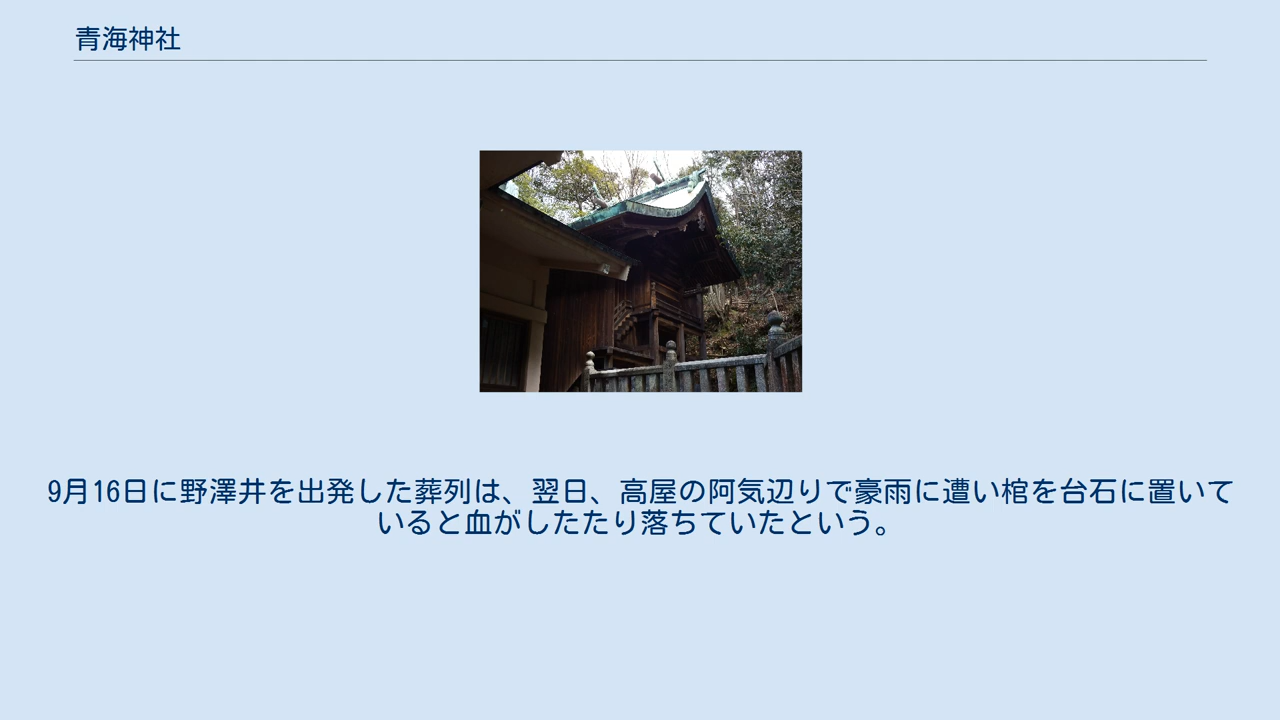 青海神社
9月16日に野澤井を出発した葬列は、翌日、高屋の阿気辺りで豪雨に遭い棺を台石に置いて
いると血がしたたり落ちていたという。